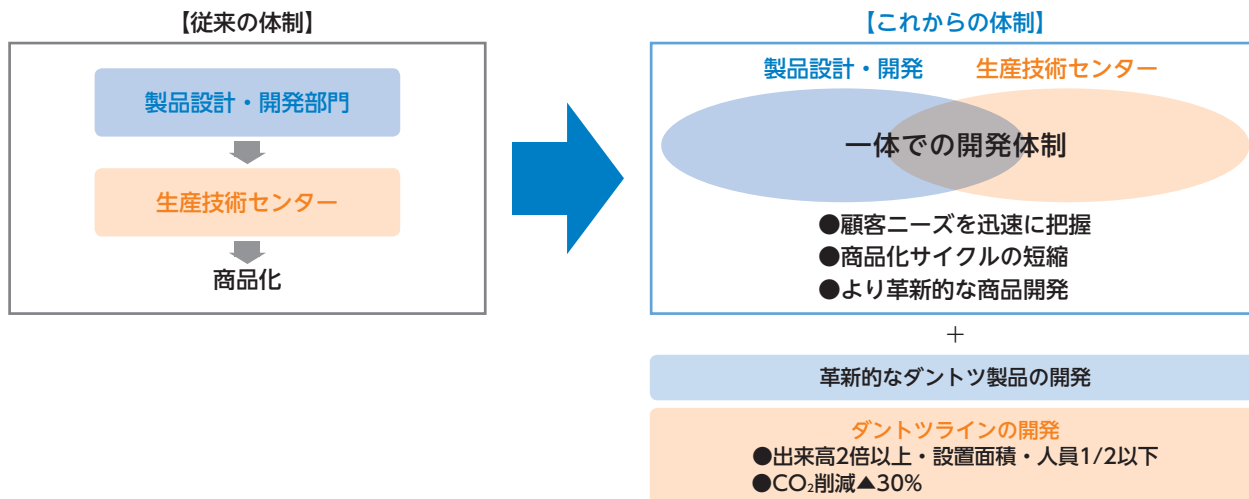 【従来の体制】
製品設計・開発部門
生産技術センター
商品化
【これからの体制】
製品設計・開発 生産技術センター
一体での開発体制
●顧客ニーズを迅速に把握
●商品化サイクルの短縮
●より革新的な商品開発
＋
革新的なダントツ製品の開発
ダントツラインの開発
●出来高2倍以上・設置面積・人員1/2以下
●CO₂削減▲30%